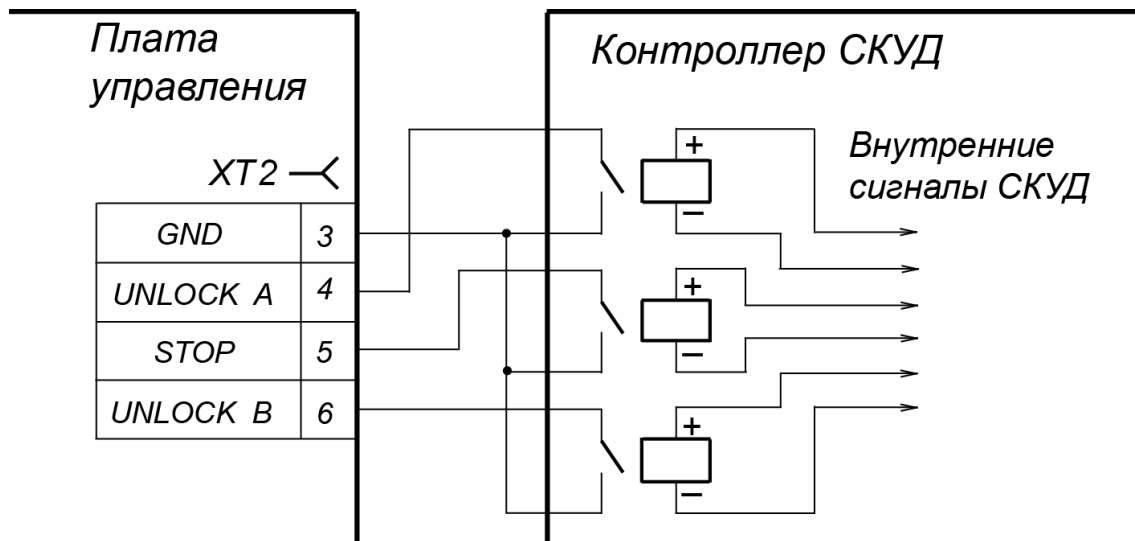 Плата
управления
Контроллер СКУД
XT2
Внутренние
сигналы СКУД
GND 3
UNLOCK A 4
STOP 5
UNLOCK B 6
+
−
+
−
+
−